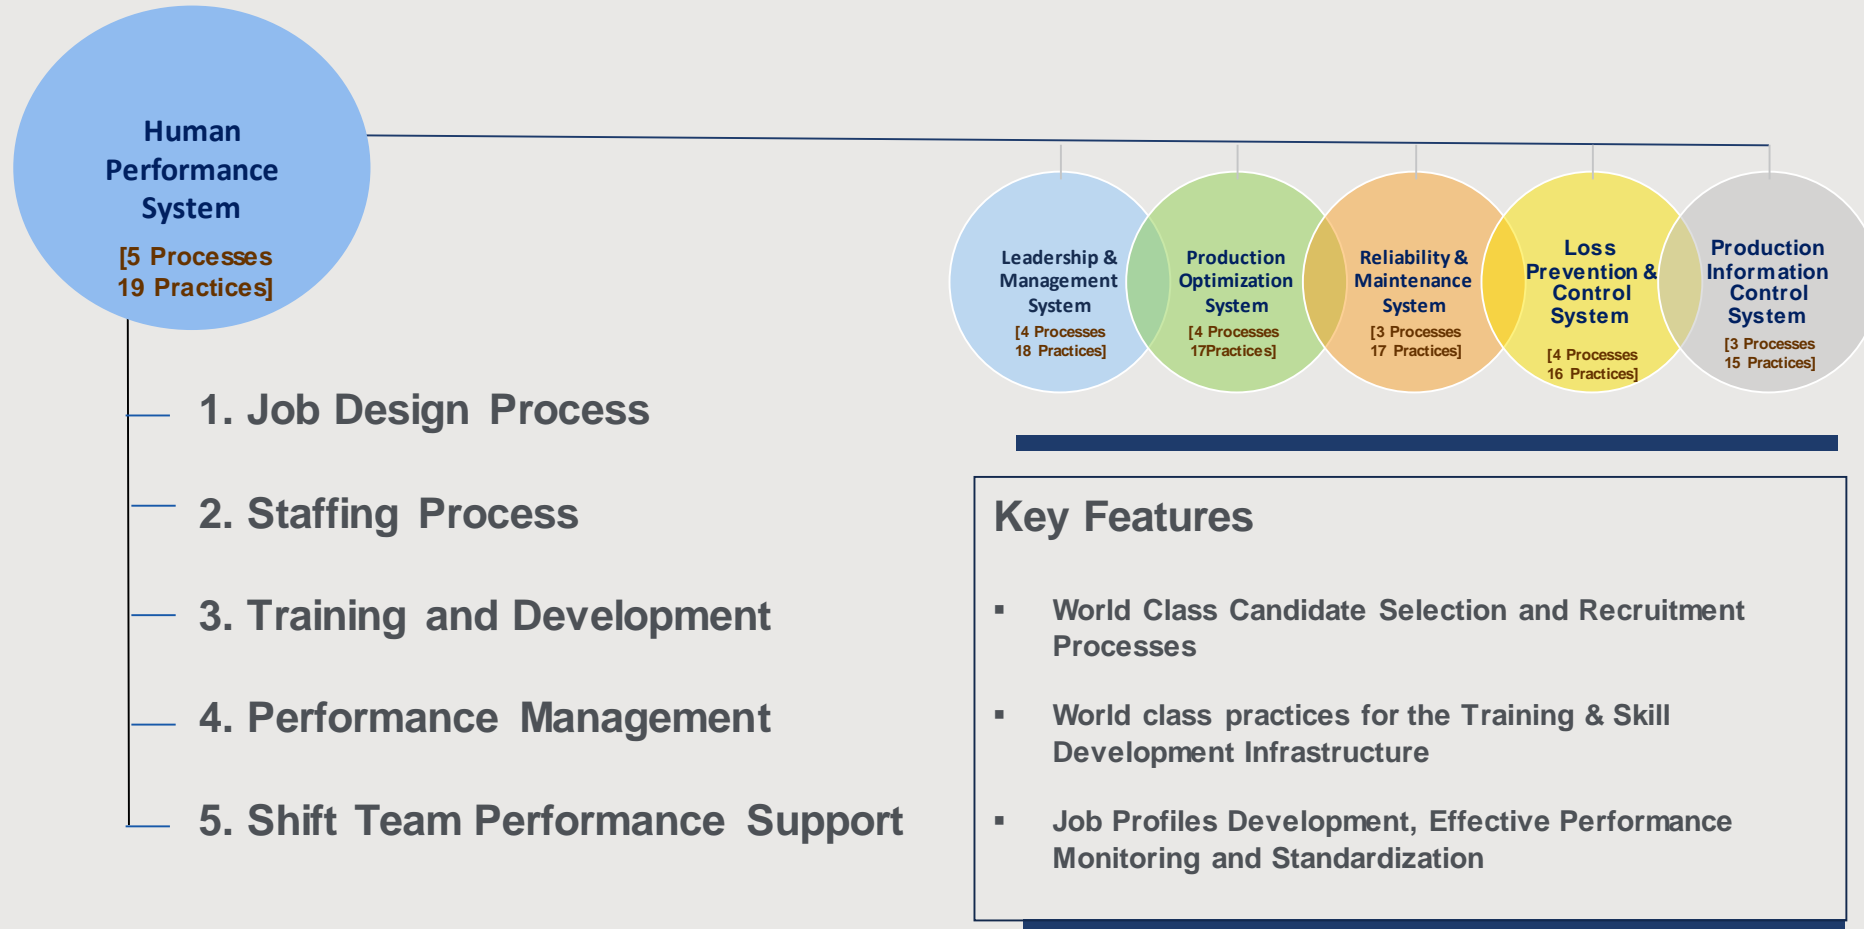 Human
Performance
System
[5 Processes
19 Practices]
Leadership &
Management
System
[4 Processes
18 Practices]
Production
Optimization
System
[4 Processes
17Practices]
Reliability &
Maintenance
System
[3 Processes
17 Practices]
Loss
Prevention &
Control
System
[4 Processes
16 Practices]
Production
Information
Control
System
[3 Processes
15 Practices]
1. Job Design Process
2. Staffing Process
3. Training and Development
4. Performance Management
5. Shift Team Performance Support
Key Features
▪ World Class Candidate Selection and Recruitment
Processes
▪ World class practices for the Training & Skill
Development Infrastructure
▪ Job Profiles Development, Effective Performance
Monitoring and Standardization